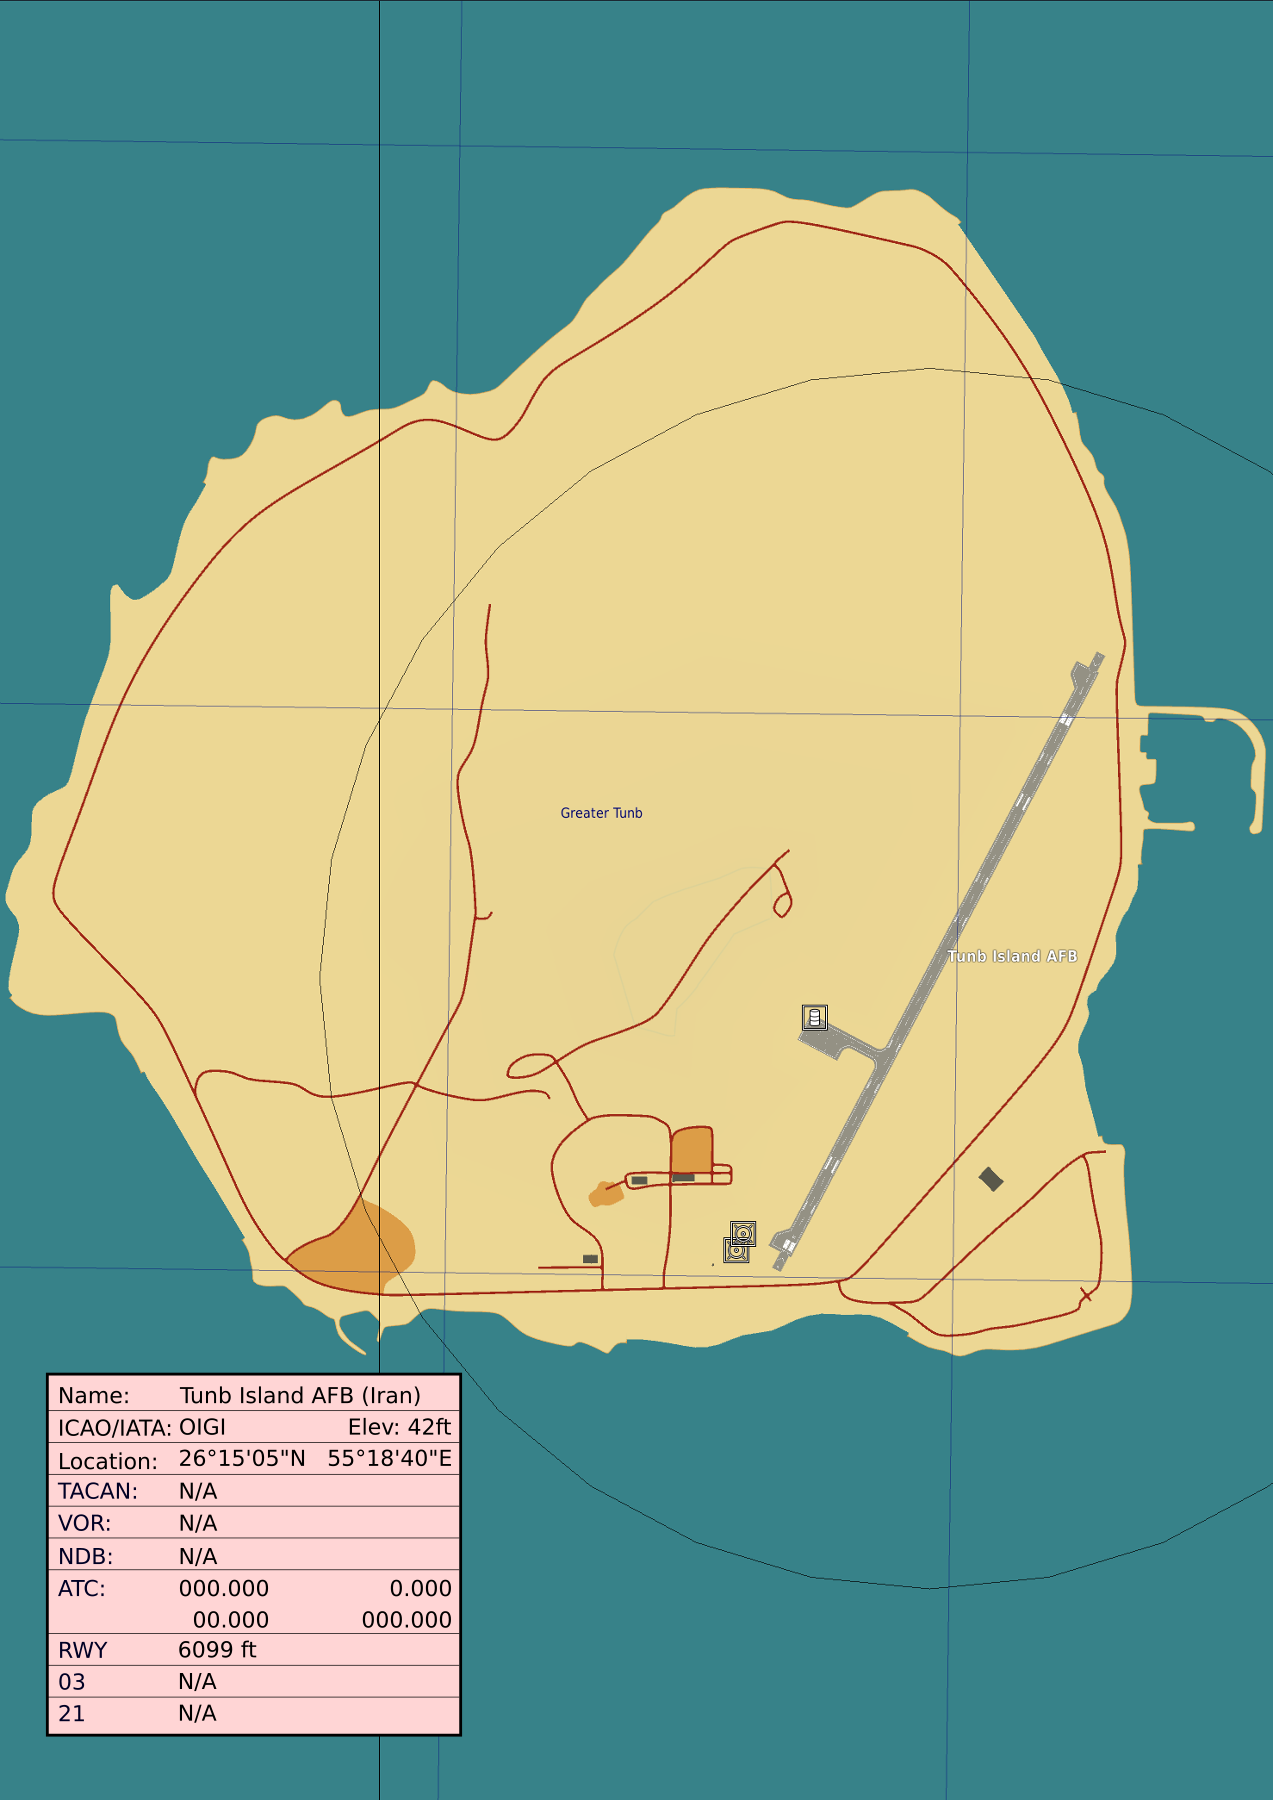 Greater Tunb
Tunb Island AFB
Name: Tunb Island AFB (Iran)
ICAO/IATA: OIGI Elev: 42ft
Location: 26°15'05"N 55°18'40"E
TACAN: N/A
VOR: N/A
NDB: N/A
ATC: 000.000 0.000
00.000 000.000
RWY 6099 ft
03 N/A
21 N/A